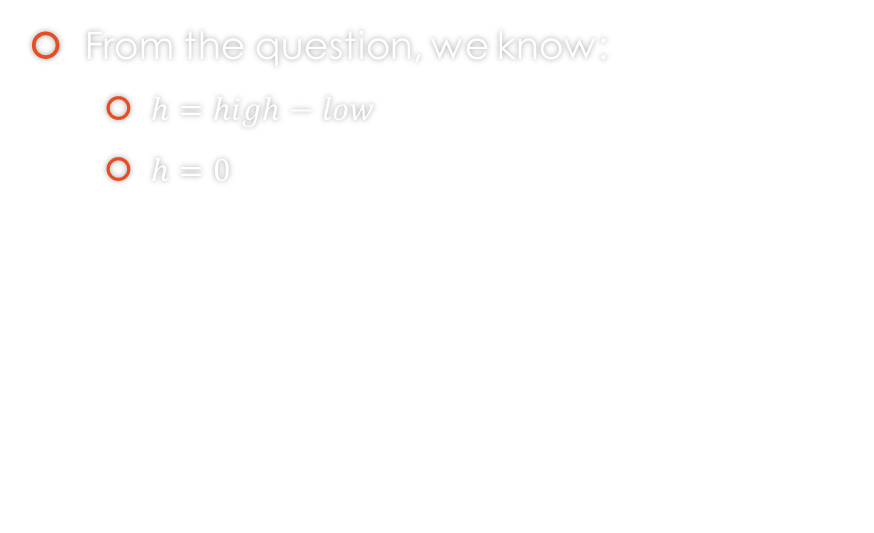 From the question, we know:
h = high − low
h = 0